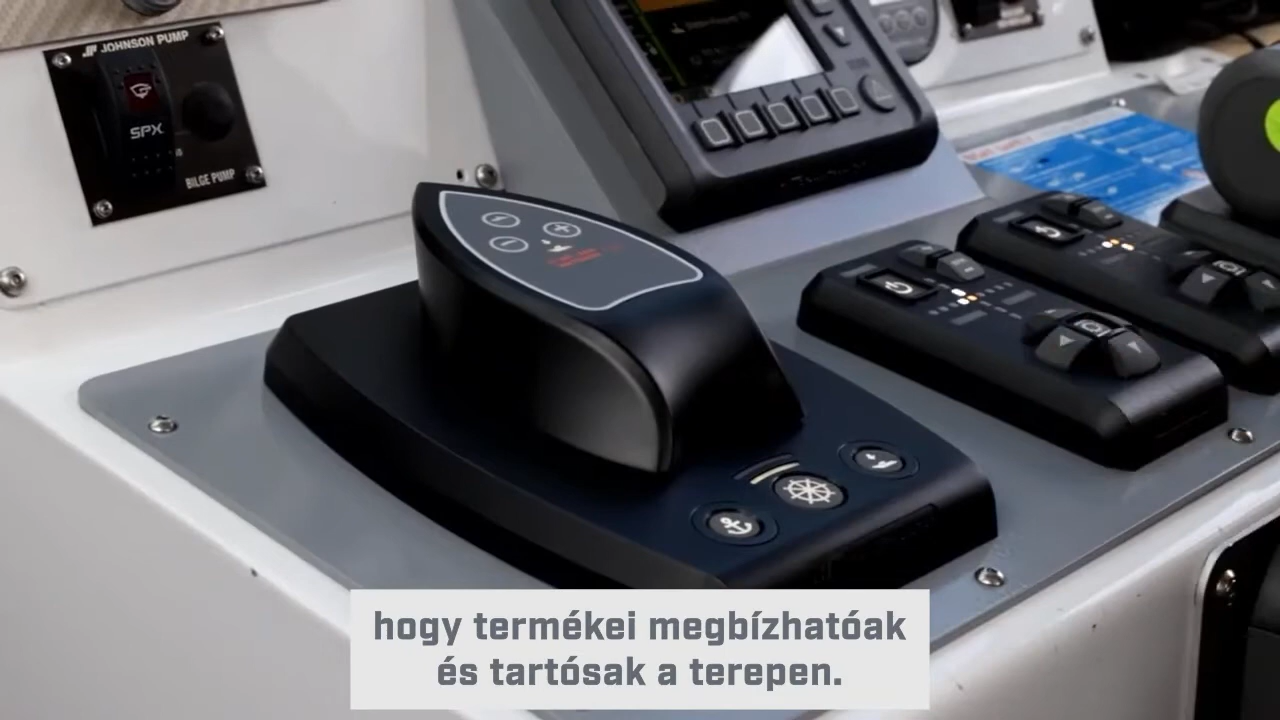 JOHNSON PUMP
SPX
BILGE PUMP
hogy termékei megbízhatóak
és tartósak a terepen.